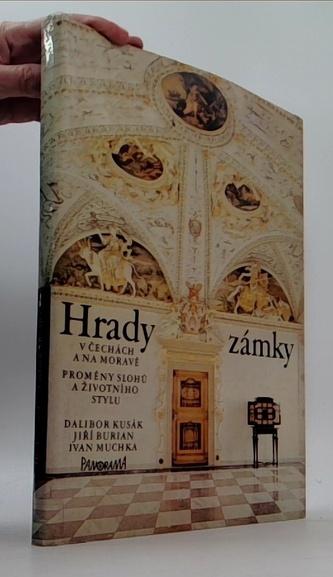 Hrady zámky
V ČECHÁCH
A NA MORAVĚ
PROMĚNY SLOHŮ
A ŽIVOTNÍHO
STYLU
DALIBOR KUSÁK
JIŘÍ BURIAN
IVAN MUCHKA
PANORAMA